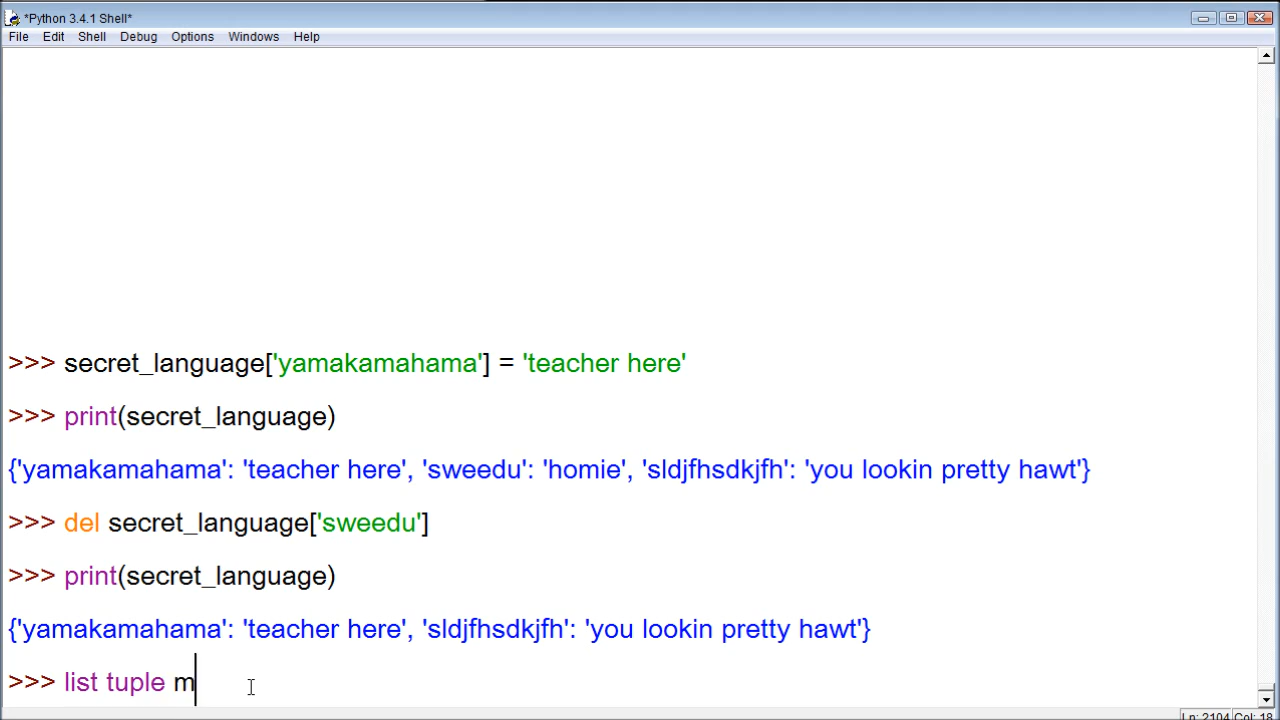 *Python 3.4.1 Shell*
File Edit Shell Debug Options Windows Help
>>> secret_language['yamakamahama'] = 'teacher here'
>>> print(secret_language)
{'yamakamahama': 'teacher here', 'sweedu': 'homie', 'sldjfhsdkjfh': 'you lookin pretty hawt'}
>>> del secret_language['sweedu']
>>> print(secret_language)
{'yamakamahama': 'teacher here', 'sldjfhsdkjfh': 'you lookin pretty hawt'}
>>> list tuple m
Ln: 2104 Col: 18